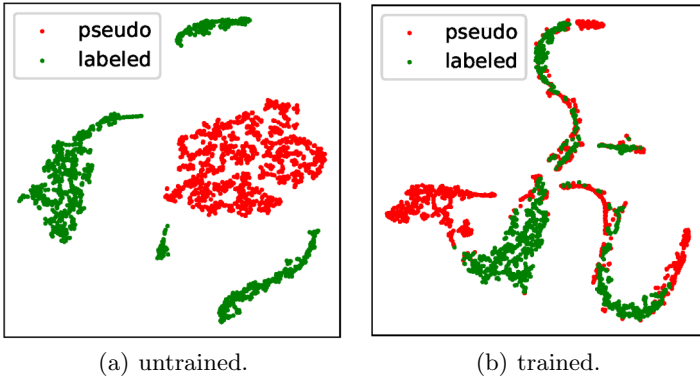 pseudo
labeled
pseudo
labeled
(a) untrained.
(b) trained.